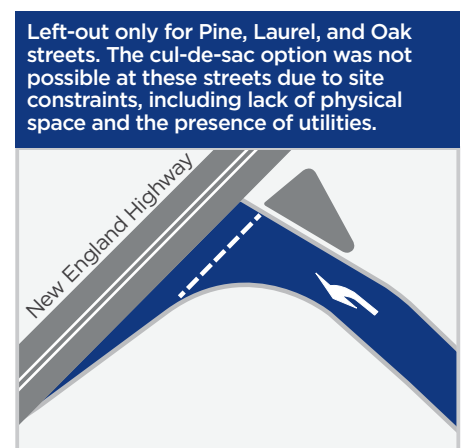 Left-out only for Pine, Laurel, and Oak
streets. The cul-de-sac option was not
possible at these streets due to site
constraints, including lack of physical
space and the presence of utilities.
New England Highway